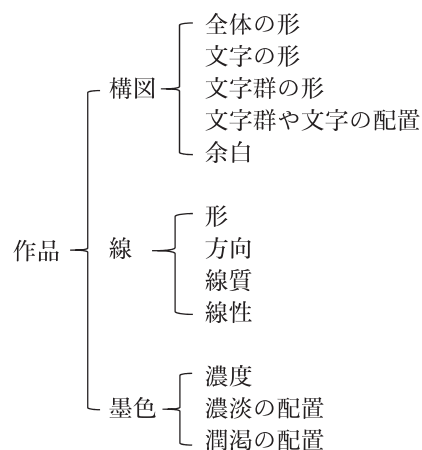 作品
構図
全体の形
文字の形
文字群の形
文字群や文字の配置
余白
線
形
方向
線質
線性
墨色
濃度
濃淡の配置
潤渇の配置